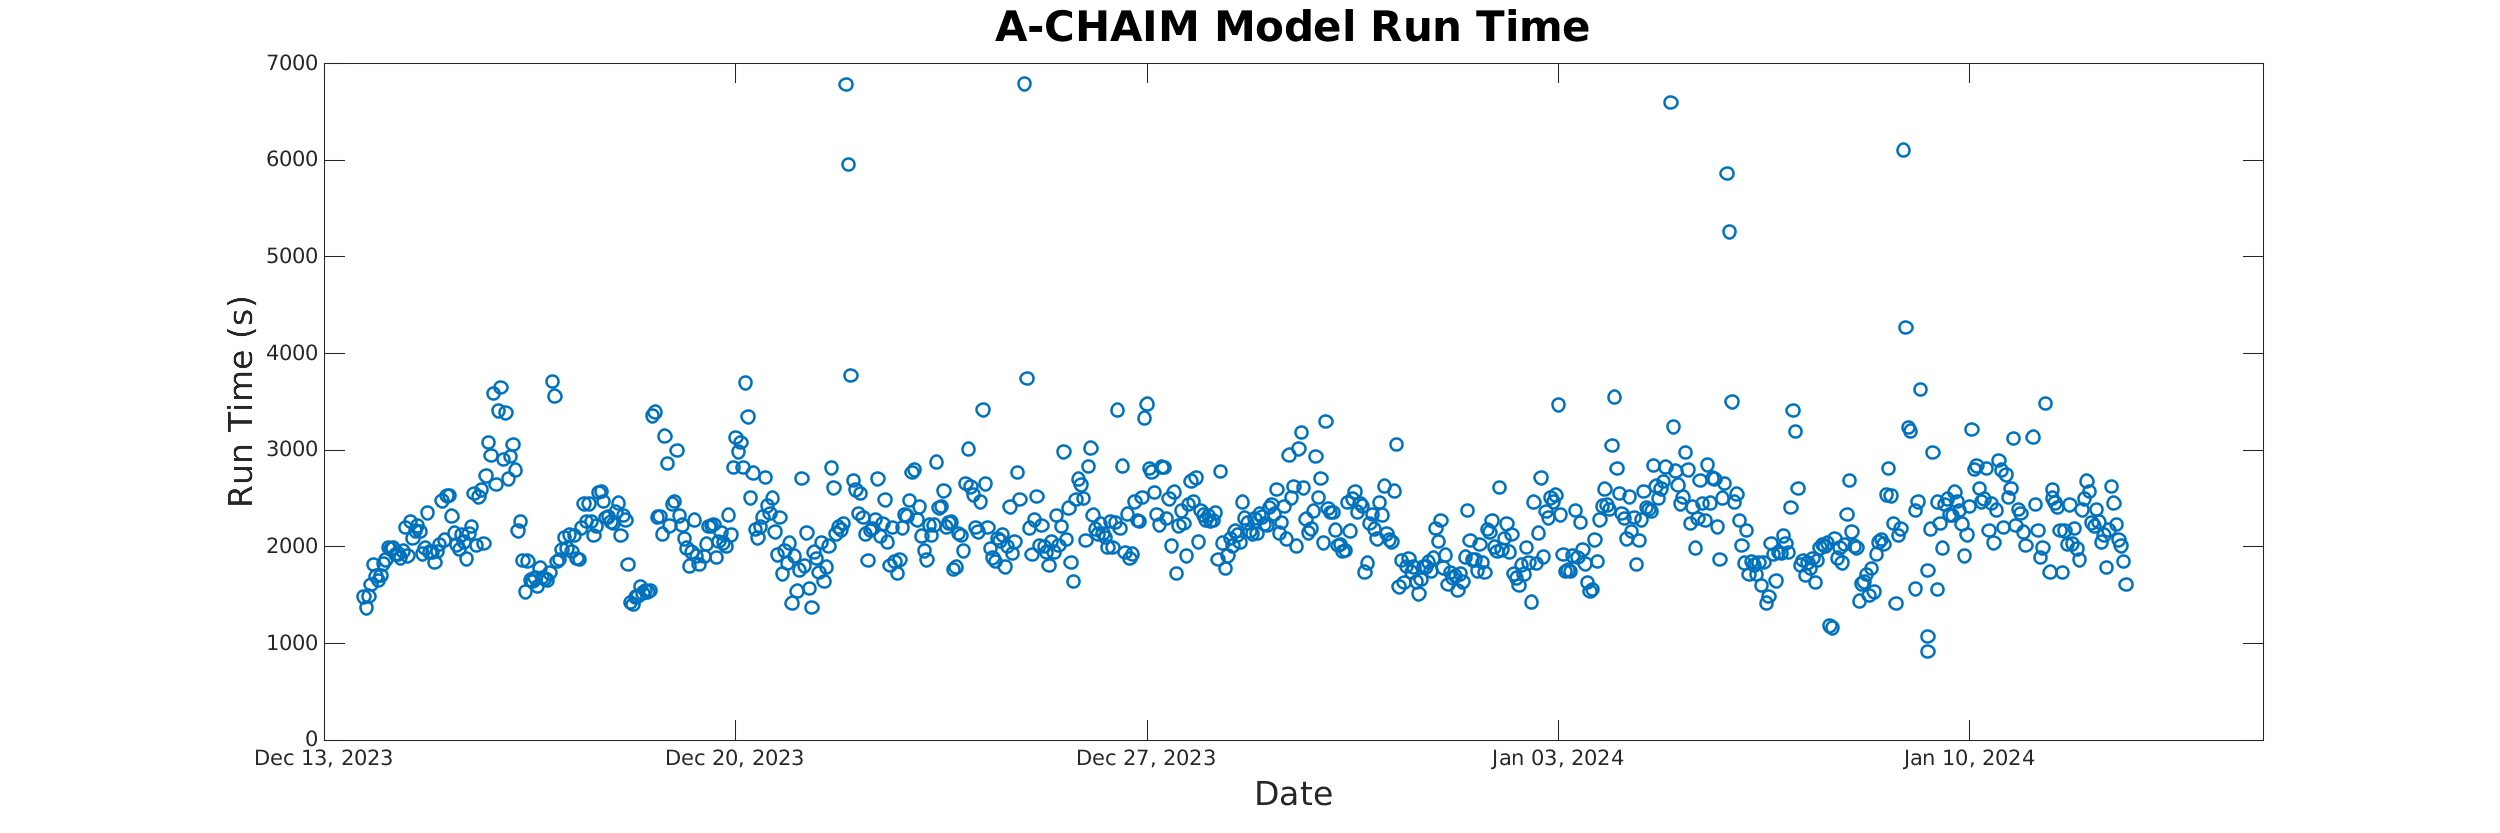 A-CHAIM Model Run Time
7000
6000
5000
4000
3000
2000
1000
0
Run Time (s)
Dec 13, 2023
Dec 20, 2023
Dec 27, 2023
Jan 03, 2024
Jan 10, 2024
Date